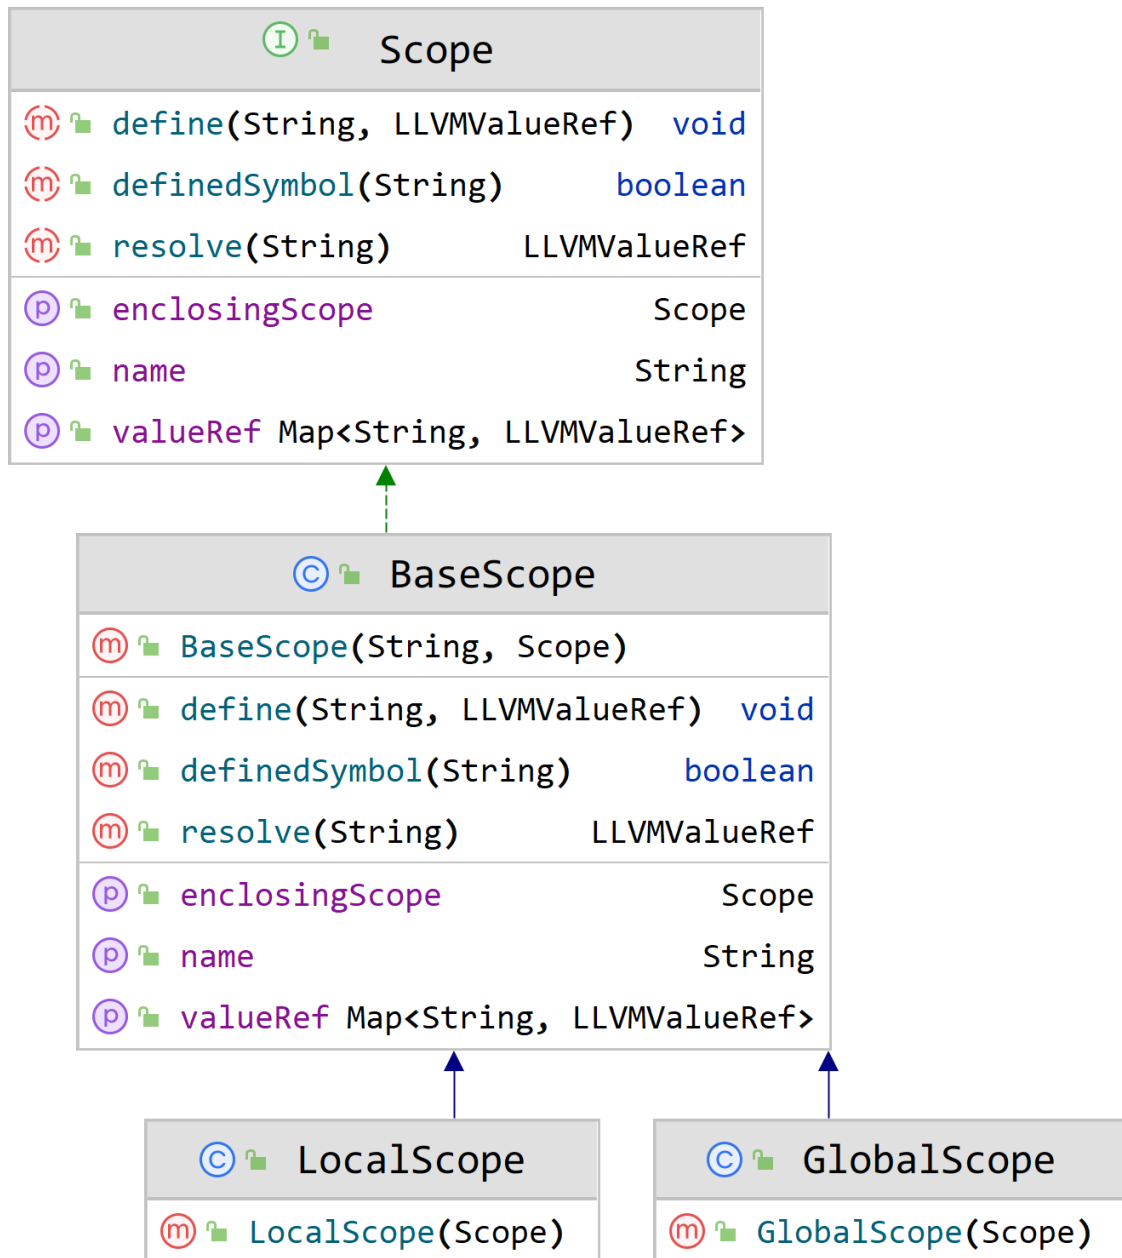 Scope
define(String, LLVMValueRef) void
definedSymbol(String) boolean
resolve(String) LLVMValueRef
enclosingScope Scope
name String
valueRef Map<String, LLVMValueRef>
BaseScope
BaseScope(String, Scope)
define(String, LLVMValueRef) void
definedSymbol(String) boolean
resolve(String) LLVMValueRef
enclosingScope Scope
name String
valueRef Map<String, LLVMValueRef>
LocalScope
LocalScope(Scope)
GlobalScope
GlobalScope(Scope)